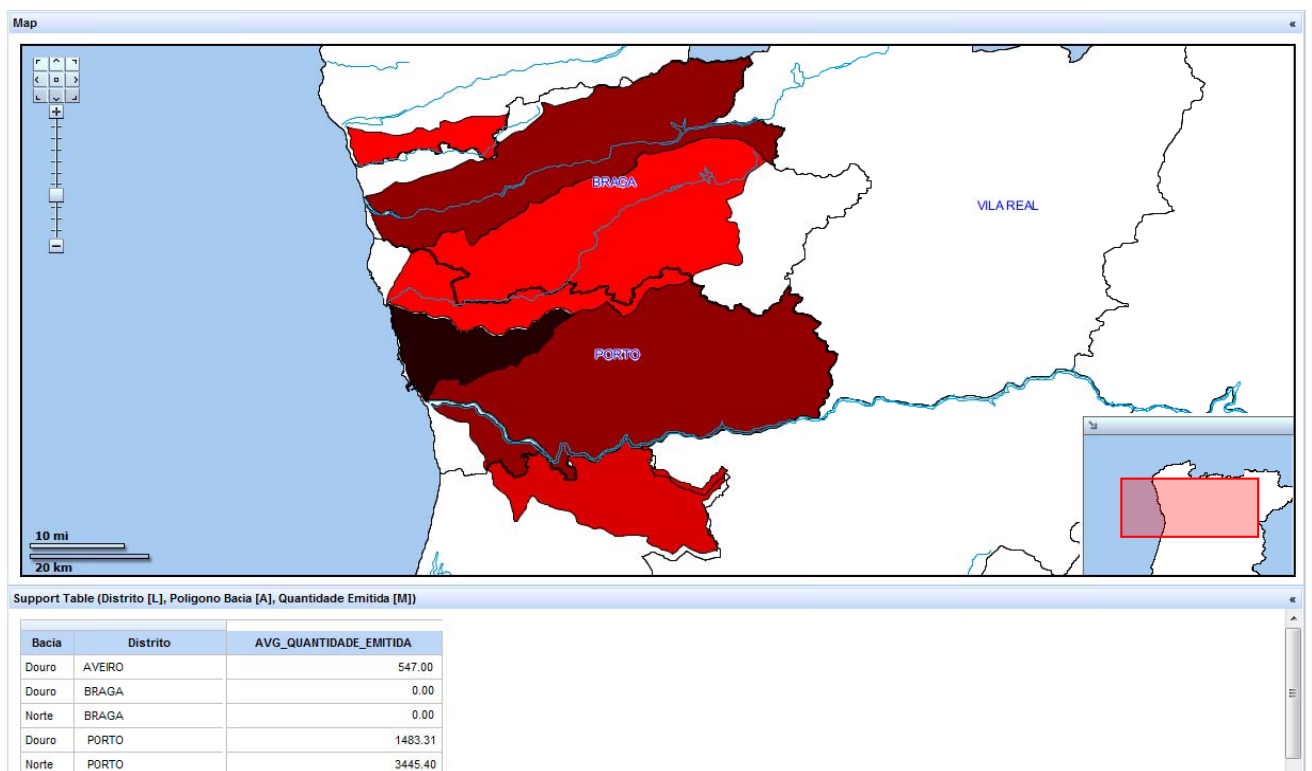 Map «
BRAGA
VILA REAL
PORTO
10 mi
20 km
Support Table (Distrito [L], Poligono Bacia [A], Quantidade Emitida [M]) «
Bacia Distrito AVG_QUANTIDADE_EMITIDA
Douro AVEIRO 547.00
Douro BRAGA 0.00
Norte BRAGA 0.00
Douro PORTO 1483.31
Norte PORTO 3445.40